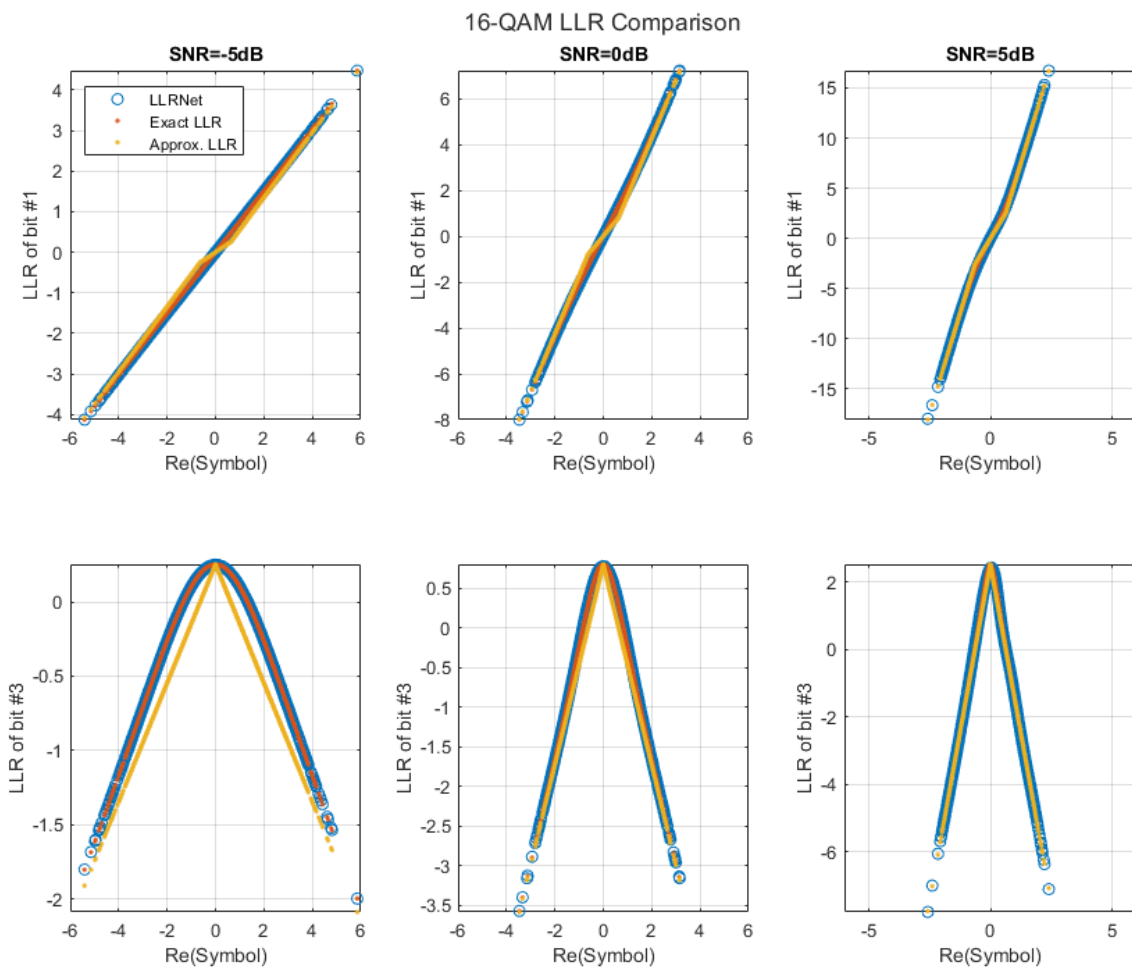 16-QAM LLR Comparison
SNR=-5dB
SNR=0dB
SNR=5dB
LLRNet
Exact LLR
Approx. LLR
LLR of bit #1
4
3
2
1
0
-1
-2
-3
-4
-6 -4 -2 0 2 4 6
Re(Symbol)
LLR of bit #1
6
4
2
0
-2
-4
-6
-8
-6 -4 -2 0 2 4 6
Re(Symbol)
LLR of bit #1
15
10
5
0
-5
-10
-15
-5 0 5
Re(Symbol)
LLR of bit #3
0
-0.5
-1
-1.5
-2
-6 -4 -2 0 2 4 6
Re(Symbol)
LLR of bit #3
0.5
0
-0.5
-1
-1.5
-2
-2.5
-3
-3.5
-6 -4 -2 0 2 4 6
Re(Symbol)
LLR of bit #3
2
0
-2
-4
-6
-5 0 5
Re(Symbol)